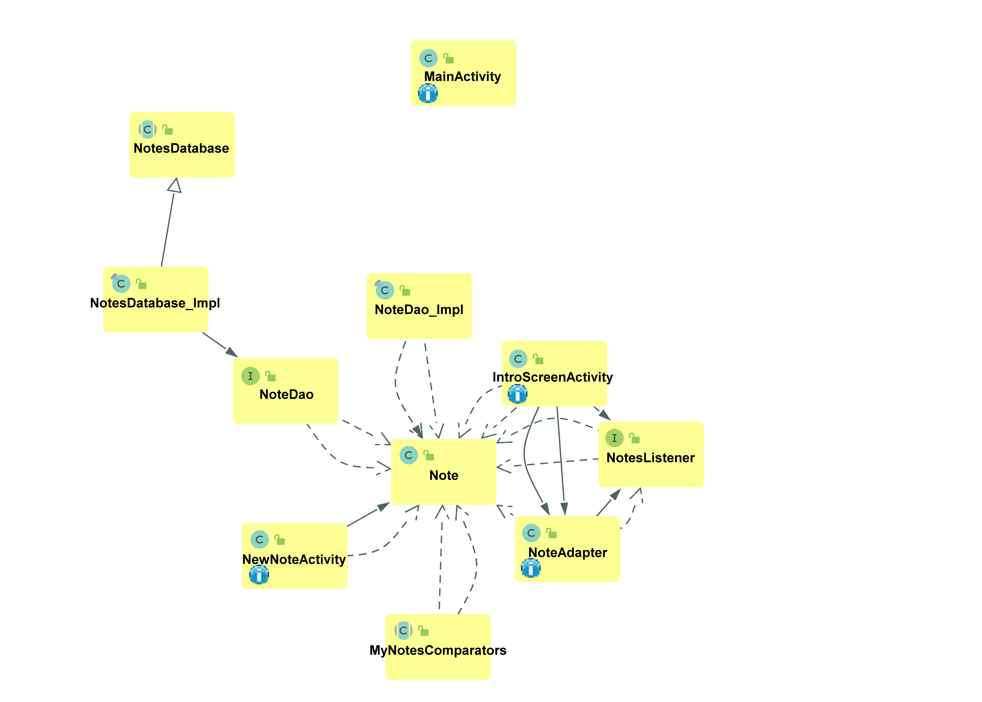 C
MainActivity
C
NotesDatabase
C
NotesDatabase_Impl
C
NoteDao_Impl
C
IntroScreenActivity
I
NoteDao
I
NotesListener
C
Note
C
NewNoteActivity
C
NoteAdapter
C
MyNotesComparators